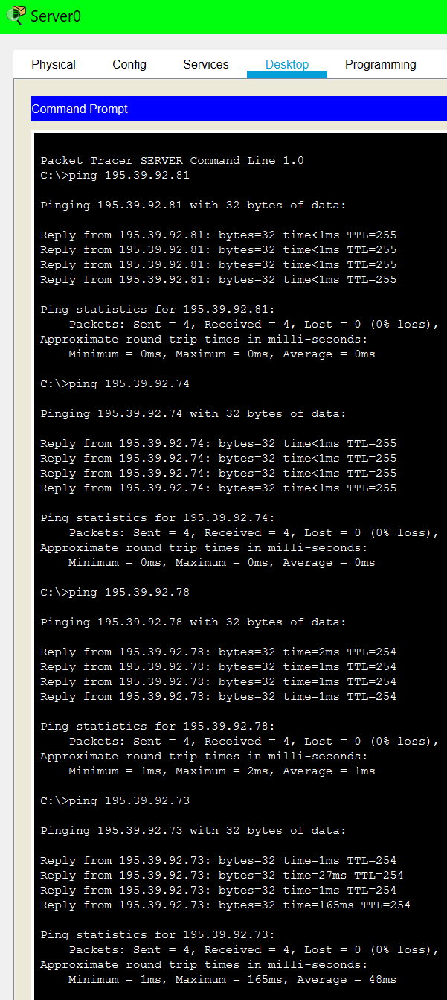 Server0
Physical Config Services Desktop Programming
Command Prompt
Packet Tracer SERVER Command Line 1.0
C:\>ping 195.39.92.81
Pinging 195.39.92.81 with 32 bytes of data:
Reply from 195.39.92.81: bytes=32 time<1ms TTL=255
Reply from 195.39.92.81: bytes=32 time<1ms TTL=255
Reply from 195.39.92.81: bytes=32 time<1ms TTL=255
Reply from 195.39.92.81: bytes=32 time<1ms TTL=255
Ping statistics for 195.39.92.81:
    Packets: Sent = 4, Received = 4, Lost = 0 (0% loss),
Approximate round trip times in milli-seconds:
    Minimum = 0ms, Maximum = 0ms, Average = 0ms
C:\>ping 195.39.92.74
Pinging 195.39.92.74 with 32 bytes of data:
Reply from 195.39.92.74: bytes=32 time<1ms TTL=255
Reply from 195.39.92.74: bytes=32 time<1ms TTL=255
Reply from 195.39.92.74: bytes=32 time<1ms TTL=255
Reply from 195.39.92.74: bytes=32 time<1ms TTL=255
Ping statistics for 195.39.92.74:
    Packets: Sent = 4, Received = 4, Lost = 0 (0% loss),
Approximate round trip times in milli-seconds:
    Minimum = 0ms, Maximum = 0ms, Average = 0ms
C:\>ping 195.39.92.78
Pinging 195.39.92.78 with 32 bytes of data:
Reply from 195.39.92.78: bytes=32 time=2ms TTL=254
Reply from 195.39.92.78: bytes=32 time=1ms TTL=254
Reply from 195.39.92.78: bytes=32 time=1ms TTL=254
Reply from 195.39.92.78: bytes=32 time=1ms TTL=254
Ping statistics for 195.39.92.78:
    Packets: Sent = 4, Received = 4, Lost = 0 (0% loss),
Approximate round trip times in milli-seconds:
    Minimum = 1ms, Maximum = 2ms, Average = 1ms
C:\>ping 195.39.92.73
Pinging 195.39.92.73 with 32 bytes of data:
Reply from 195.39.92.73: bytes=32 time=1ms TTL=254
Reply from 195.39.92.73: bytes=32 time=27ms TTL=254
Reply from 195.39.92.73: bytes=32 time=1ms TTL=254
Reply from 195.39.92.73: bytes=32 time=165ms TTL=254
Ping statistics for 195.39.92.73:
    Packets: Sent = 4, Received = 4, Lost = 0 (0% loss),
Approximate round trip times in milli-seconds:
    Minimum = 1ms, Maximum = 165ms, Average = 48ms